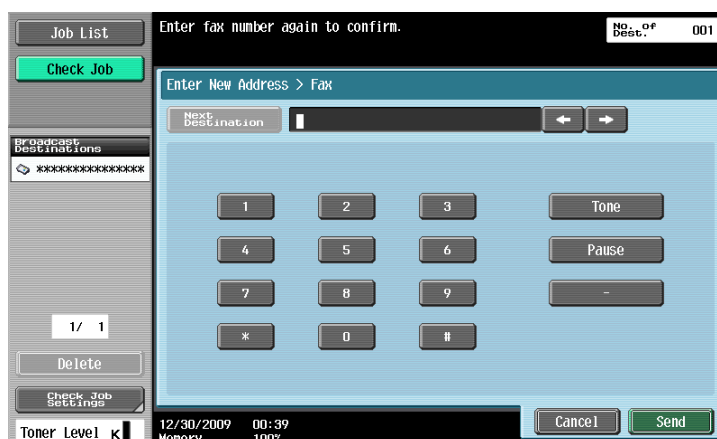 Job List
Enter fax number again to confirm.
No. of
Dest.
001
Check Job
Enter New Address > Fax
Next
Destination
Broadcast
Destinations
****************
1
2
3
Tone
4
5
6
Pause
7
8
9
-
*
0
#
1/ 1
Delete
Check Job
Settings
Toner Level K
12/30/2009 00:39
Memory 100%
Cancel
Send